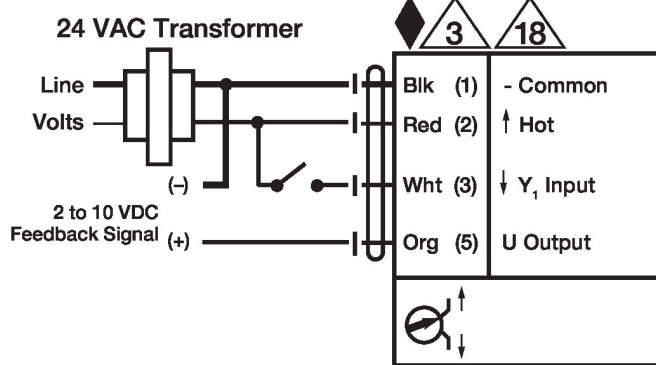 24 VAC Transformer
3
18
Line
Volts
Blk (1) - Common
Red (2) Hot
(–)
Wht (3) Y1 Input
2 to 10 VDC
Feedback Signal (+)
Org (5) U Output